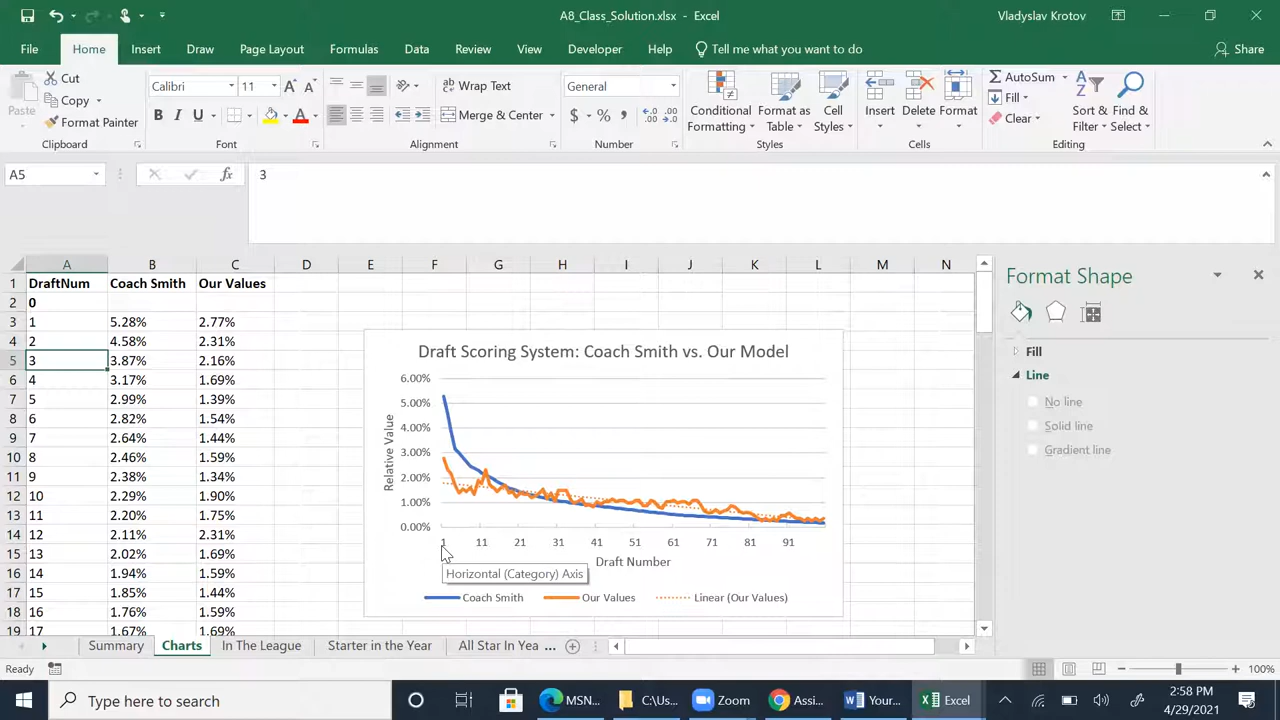 A8_Class_Solution.xlsx - Excel
Vladyslav Krotov
File Home Insert Draw Page Layout Formulas Data Review View Developer Help Tell me what you want to do Share
Paste
Cut
Copy
Format Painter
Clipboard
Calibri 11
B I U
Font
Wrap Text
Merge & Center
Alignment
General
$ % ,
Number
Conditional Formatting
Format as Table
Cell Styles
Styles
Insert Delete Format
Cells
AutoSum
Fill
Clear
Sort & Filter
Find & Select
Editing
A5 fx 3
A B C D E F G H I J K L M N
1 DraftNum Coach Smith Our Values
2 0
3 1 5.28% 2.77%
4 2 4.58% 2.31%
5 3 3.87% 2.16%
6 4 3.17% 1.69%
7 5 2.99% 1.39%
8 6 2.82% 1.54%
9 7 2.64% 1.44%
10 8 2.46% 1.59%
11 9 2.38% 1.34%
12 10 2.29% 1.90%
13 11 2.20% 1.75%
14 12 2.11% 2.31%
15 13 2.02% 1.69%
16 14 1.94% 1.59%
17 15 1.85% 1.44%
18 16 1.76% 1.59%
19 17 1.67% 1.69%
Draft Scoring System: Coach Smith vs. Our Model
Relative Value
6.00%
5.00%
4.00%
3.00%
2.00%
1.00%
0.00%
1 11 21 31 41 51 61 71 81 91
Draft Number
Horizontal (Category) Axis
Coach Smith Our Values Linear (Our Values)
Format Shape
Fill
Line
No line
Solid line
Gradient line
Summary Charts In The League Starter in the Year All Star In Yea ...
Ready
100%
Type here to search
MSN...
C:\Us...
Zoom
Assi...
Your...
Excel
2:58 PM
4/29/2021